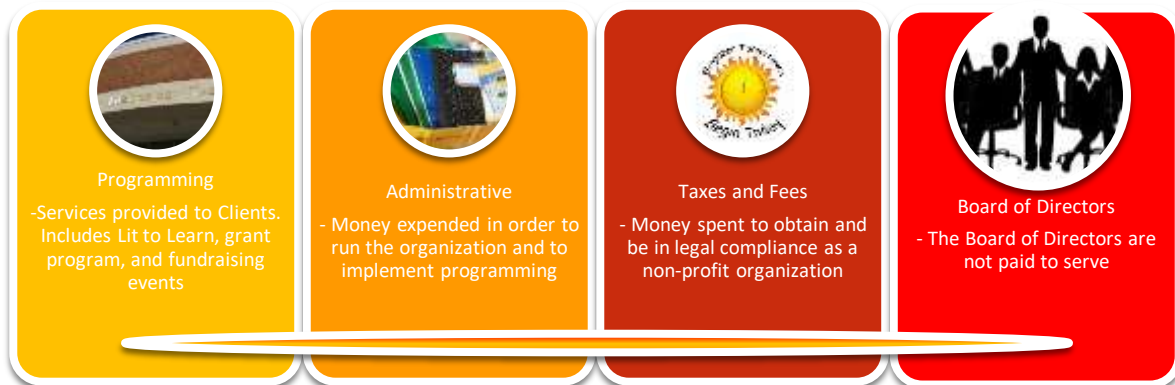 Programming
-Services provided to Clients.
Includes Lit to Learn, grant
program, and fundraising
events
Administrative
- Money expended in order to
run the organization and to
implement programming
Taxes and Fees
- Money spent to obtain and
be in legal compliance as a
non-profit organization
Begin Today
Board of Directors
- The Board of Directors are
not paid to serve